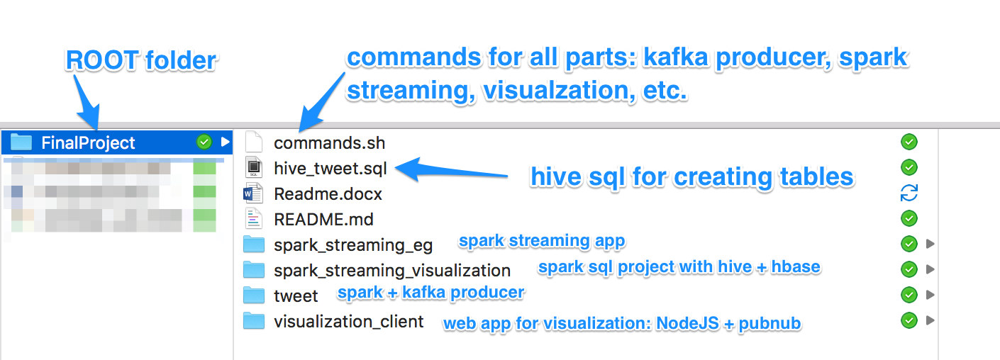 ROOT folder
commands for all parts: kafka producer, spark
streaming, visualzation, etc.
FinalProject
commands.sh
hive_tweet.sql
hive sql for creating tables
Readme.docx
README.md
spark_streaming_eg
spark streaming app
spark_streaming_visualization
spark sql project with hive + hbase
tweet
spark + kafka producer
visualization_client
web app for visualization: NodeJS + pubnub